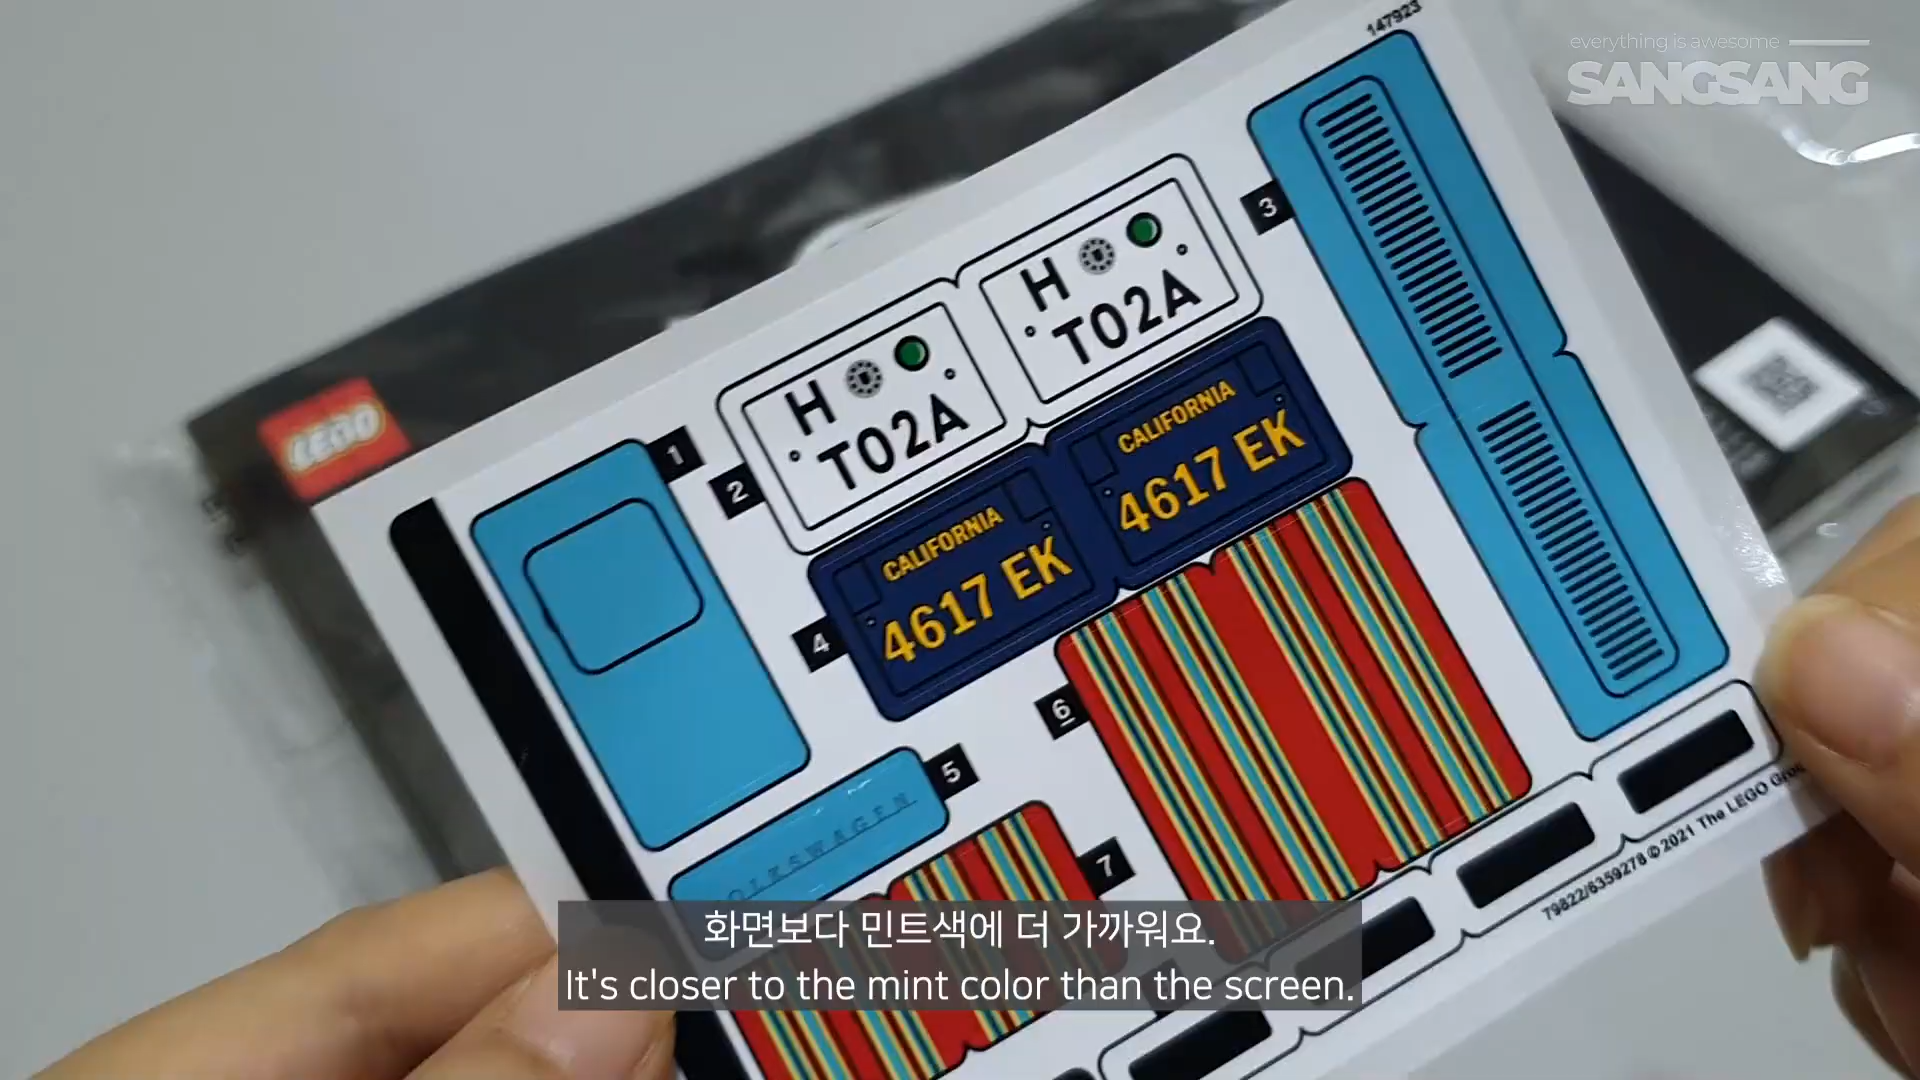 147923
everything is awesome
SANGSANG
LEGO
3
H
T02A
H
T02A
1
2
CALIFORNIA
4617 EK
CALIFORNIA
4617 EK
4
6
5
VOLKSWAGEN
7
79822/6359278 © 2021 The LEGO
화면보다 민트색에 더 가까워요.
It's closer to the mint color than the screen.